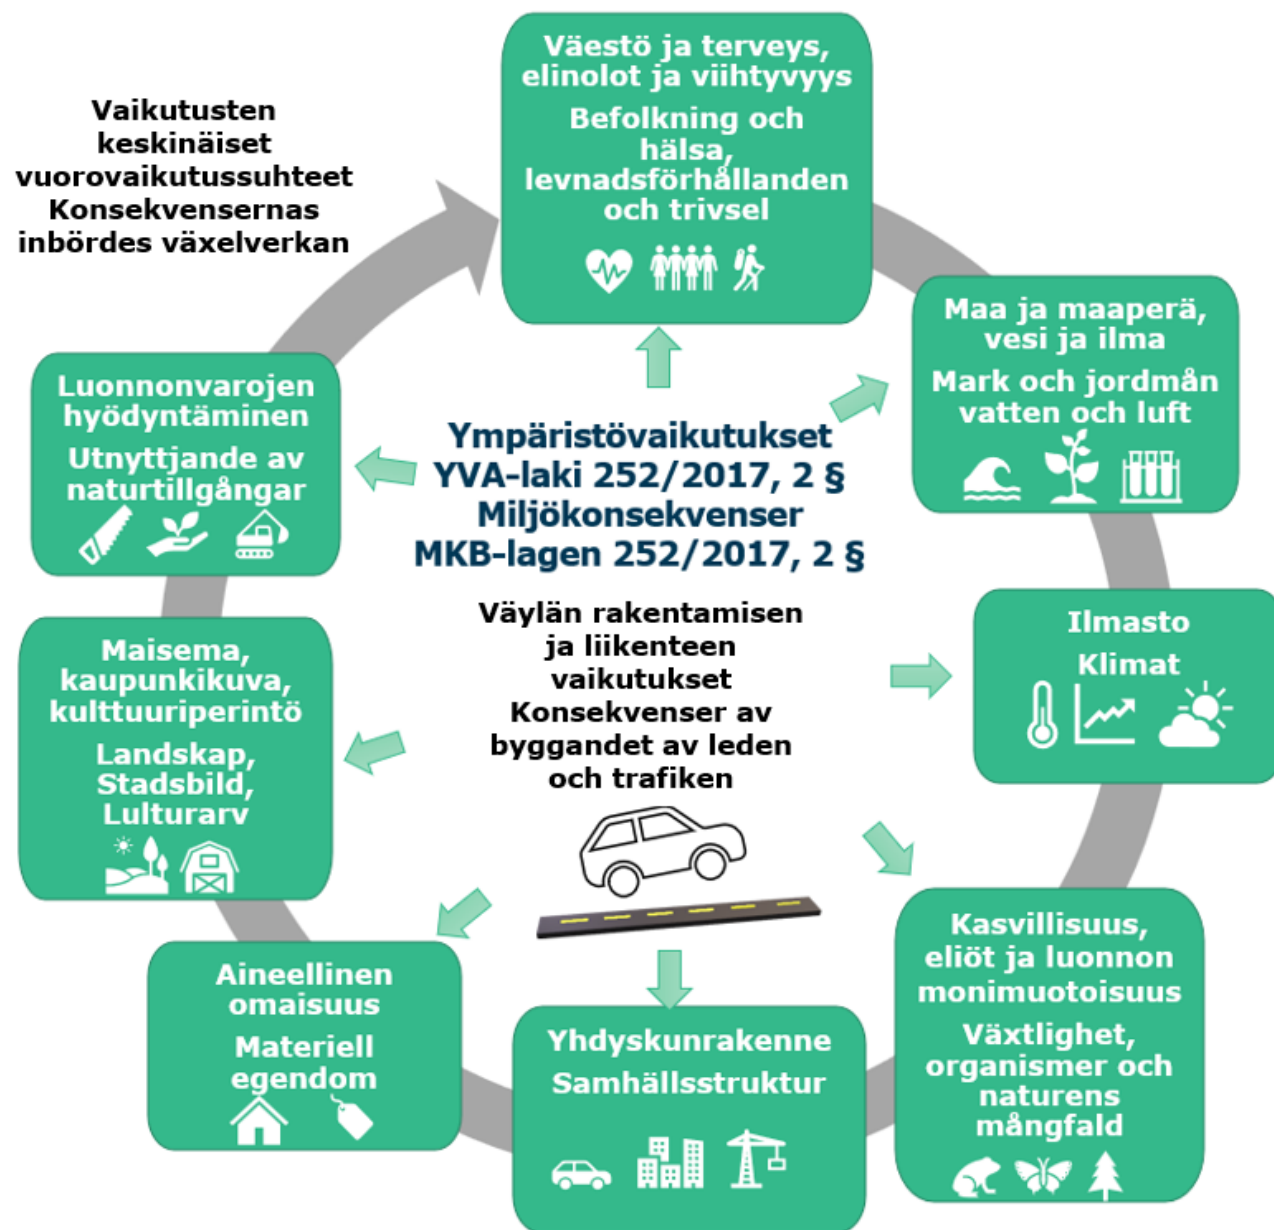 Vaikutusten
keskinäiset
vuorovaikutussuhteet
Konsekvensernas
inbördes växelverkan
Väestö ja terveys,
elinolot ja viihtyvyys
Befolkning och
hälsa,
levnadsförhållanden
och trivsel
Maa ja maaperä,
vesi ja ilma
Mark och jordmån
vatten och luft
Ilmasto
Klimat
Kasvillisuus,
eliöt ja luonnon
monimuotoisuus
Växtlighet,
organismer och
naturens
mångfald
Yhdyskunrakenne
Samhällsstruktur
Aineellinen
omaisuus
Materiell
egendom
Maisema,
kaupunkikuva,
kulttuuriperintö
Landskap,
Stadsbild,
Lulturarv
Luonnonvarojen
hyödyntäminen
Utnyttjande av
naturtillgångar
Ympäristövaikutukset
YVA-laki 252/2017, 2 §
Miljökonsekvenser
MKB-lagen 252/2017, 2 §
Väylän rakentamisen
ja liikenteen
vaikutukset
Konsekvenser av
byggandet av leden
och trafiken